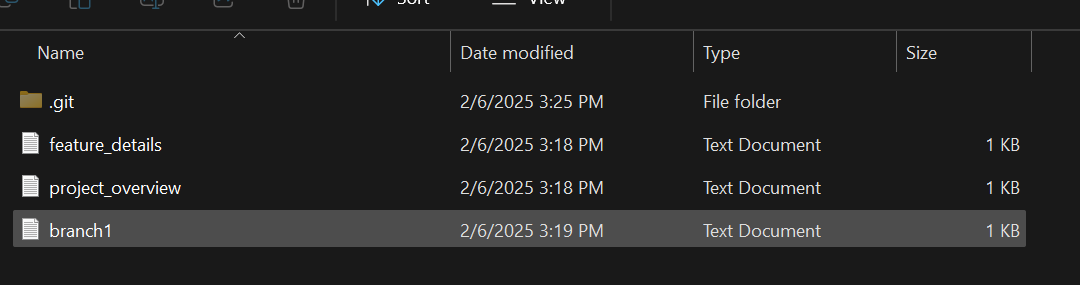 Sort View
Name Date modified Type Size
.git 2/6/2025 3:25 PM File folder
feature_details 2/6/2025 3:18 PM Text Document 1 KB
project_overview 2/6/2025 3:18 PM Text Document 1 KB
branch1 2/6/2025 3:19 PM Text Document 1 KB